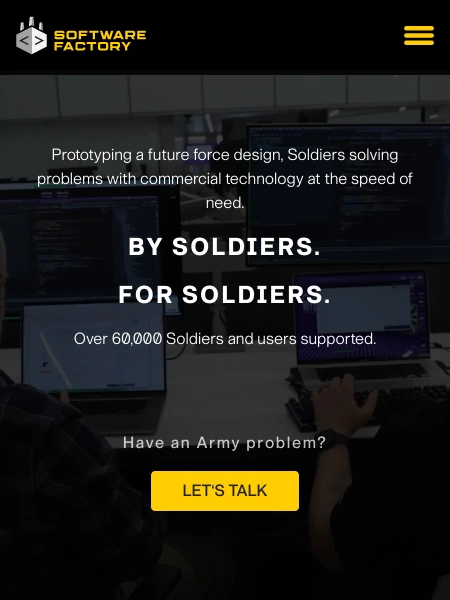 SOFTWARE
FACTORY
Prototyping a future force design, Soldiers solving
problems with commercial technology at the speed of
need.
BY SOLDIERS.
FOR SOLDIERS.
Over 60,000 Soldiers and users supported.
Have an Army problem?
LET'S TALK